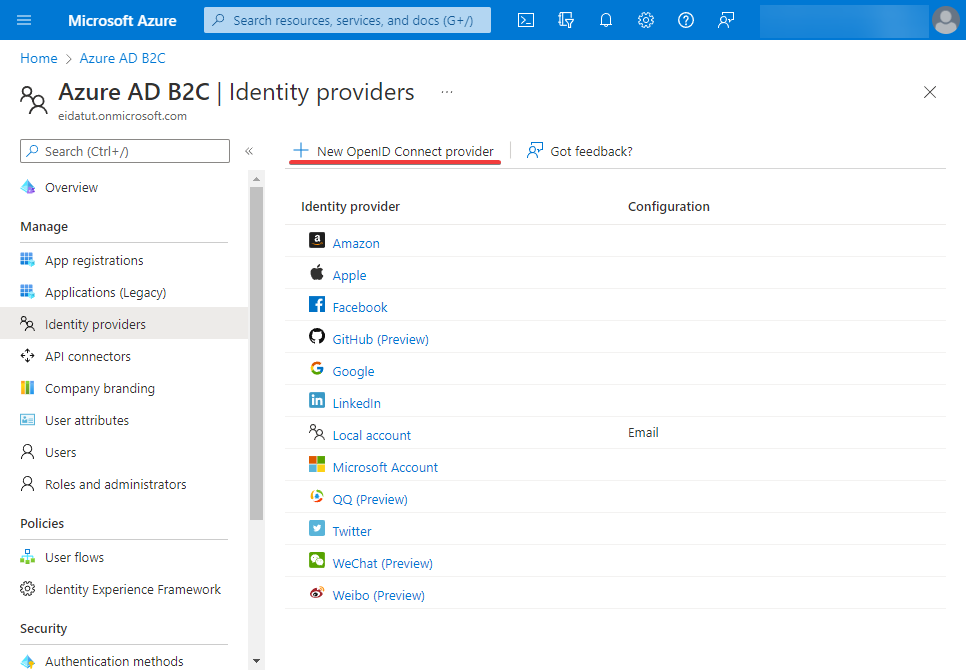 Microsoft Azure
Search resources, services, and docs (G+/)
Home > Azure AD B2C
Azure AD B2C | Identity providers ...
eidatut.onmicrosoft.com
Search (Ctrl+/)
«
Overview
Manage
App registrations
Applications (Legacy)
Identity providers
API connectors
Company branding
User attributes
Users
Roles and administrators
Policies
User flows
Identity Experience Framework
Security
Authentication methods
New OpenID Connect provider
Got feedback?
Identity provider Configuration
a Amazon
Apple
Facebook
GitHub (Preview)
Google
in LinkedIn
Local account Email
Microsoft Account
QQ (Preview)
Twitter
WeChat (Preview)
Weibo (Preview)